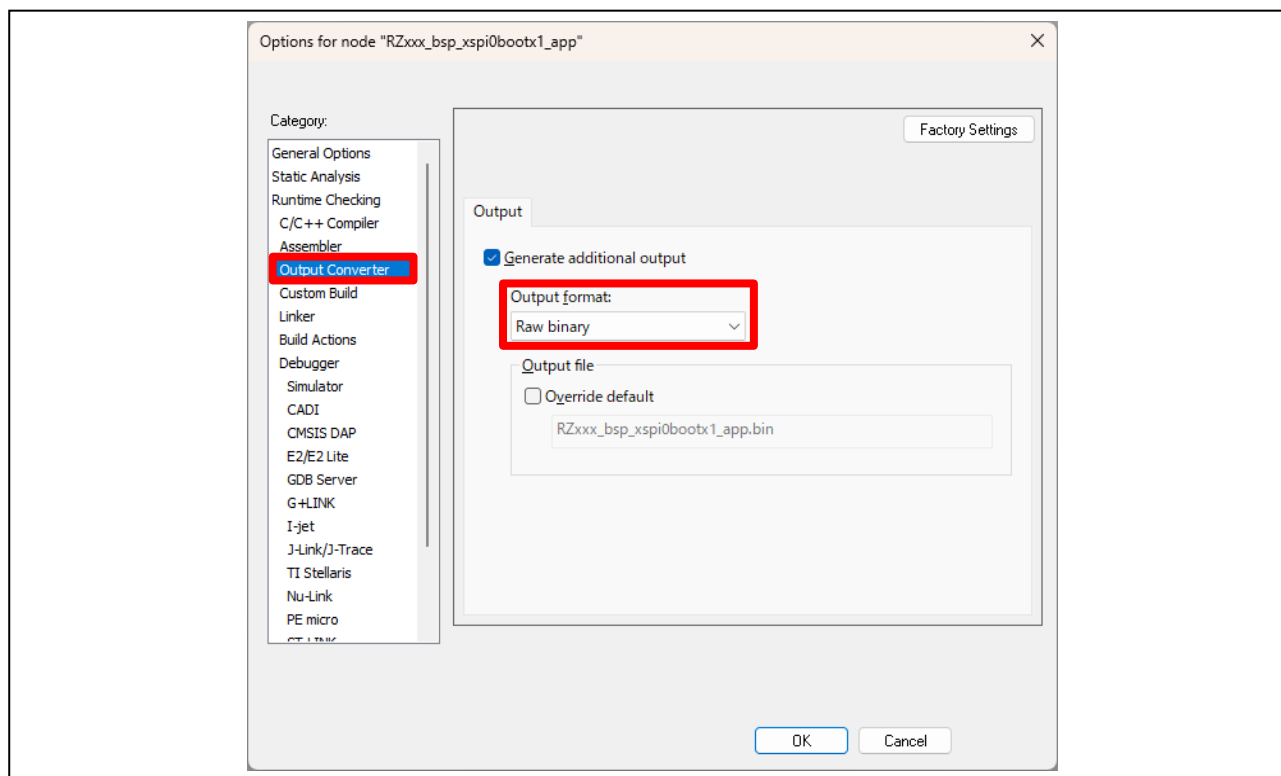 Options for node "RZxxx_bsp_xspi0bootx1_app"
Category:
General Options
Static Analysis
Runtime Checking
C/C++ Compiler
Assembler
Output Converter
Custom Build
Linker
Build Actions
Debugger
Simulator
CADI
CMSIS DAP
E2/E2 Lite
GDB Server
G+LINK
I-jet
J-Link/J-Trace
TI Stellaris
Nu-Link
PE micro
Factory Settings
Output
Generate additional output
Output format:
Raw binary
Output file
Override default
RZxxx_bsp_xspi0bootx1_app.bin
OK
Cancel